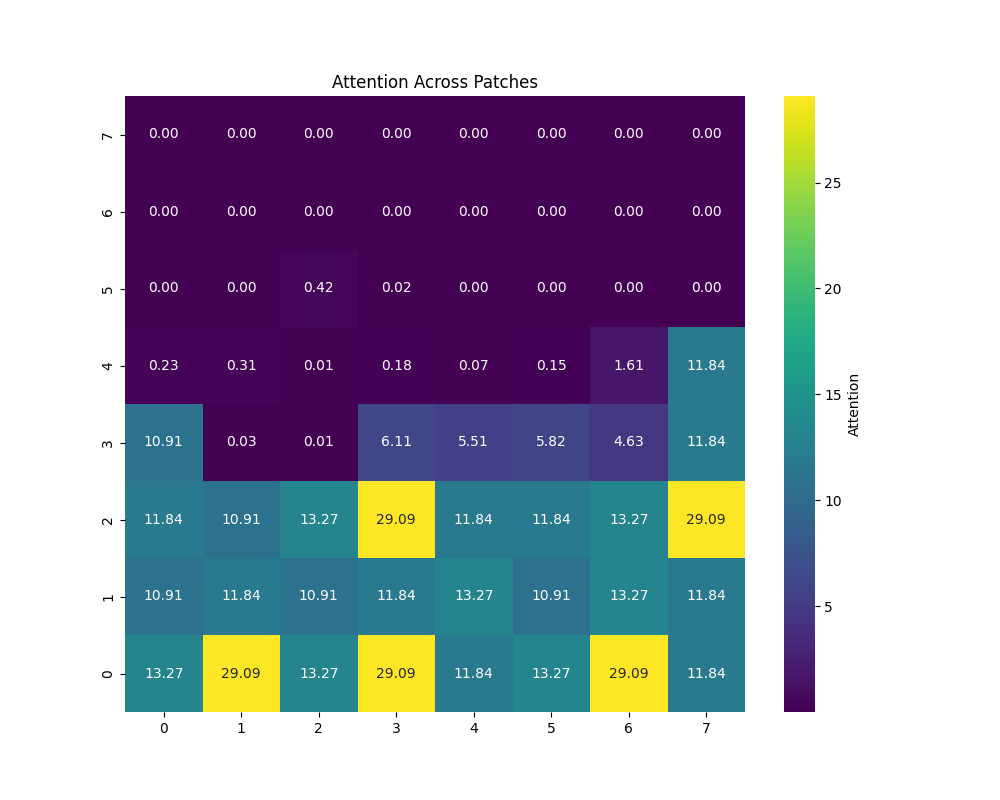 Attention Across Patches
7 0.00 0.00 0.00 0.00 0.00 0.00 0.00 0.00
6 0.00 0.00 0.00 0.00 0.00 0.00 0.00 0.00
5 0.00 0.00 0.42 0.02 0.00 0.00 0.00 0.00
4 0.23 0.31 0.01 0.18 0.07 0.15 1.61 11.84
3 10.91 0.03 0.01 6.11 5.51 5.82 4.63 11.84
2 11.84 10.91 13.27 29.09 11.84 11.84 13.27 29.09
1 10.91 11.84 10.91 11.84 13.27 10.91 13.27 11.84
0 13.27 29.09 13.27 29.09 11.84 13.27 29.09 11.84
0 1 2 3 4 5 6 7
25
20
15
10
5
Attention